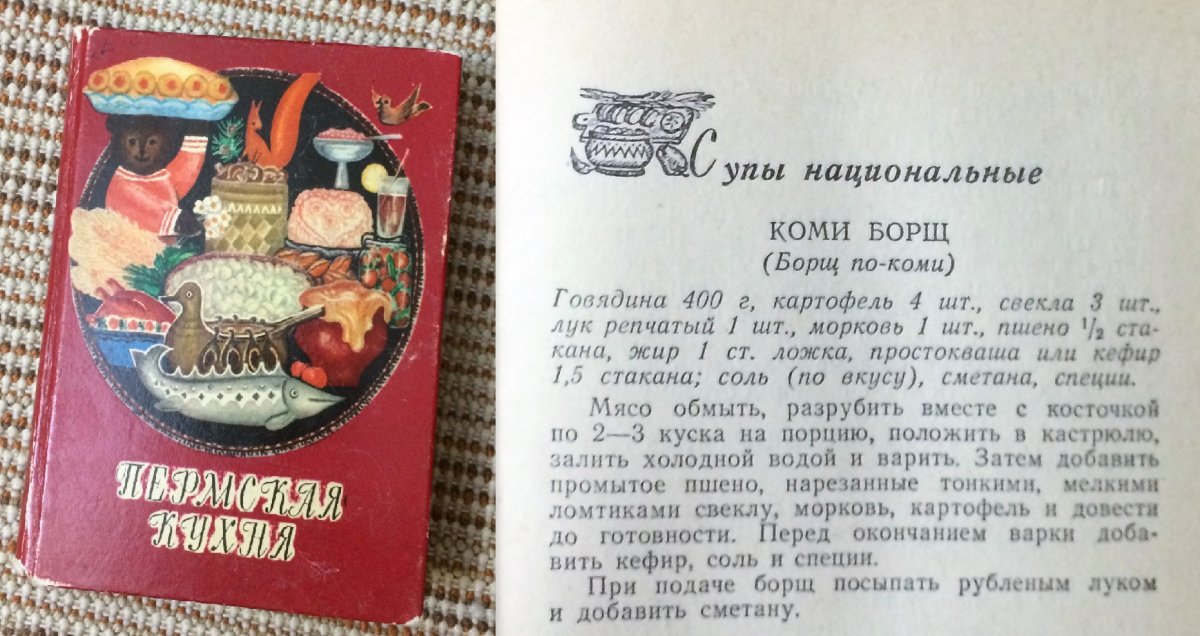 ПЕРМСКАЯ
КУХНЯ
Супы национальные
КОМИ БОРЩ
(Борщ по-коми)
Говядина 400 г, картофель 4 шт., свекла 3 шт.,
лук репчатый 1 шт., морковь 1 шт., пшено 1/2 ста-
кана, жир 1 ст. ложка, простокваша или кефир
1,5 стакана; соль (по вкусу), сметана, специи.
Мясо обмыть, разрубить вместе с косточкой
по 2—3 куска на порцию, положить в кастрюлю,
залить холодной водой и варить. Затем добавить
промытое пшено, нарезанные тонкими, мелкими
ломтиками свеклу, морковь, картофель и довести
до готовности. Перед окончанием варки доба-
вить кефир, соль и специи.
При подаче борщ посыпать рубленым луком
и добавить сметану.